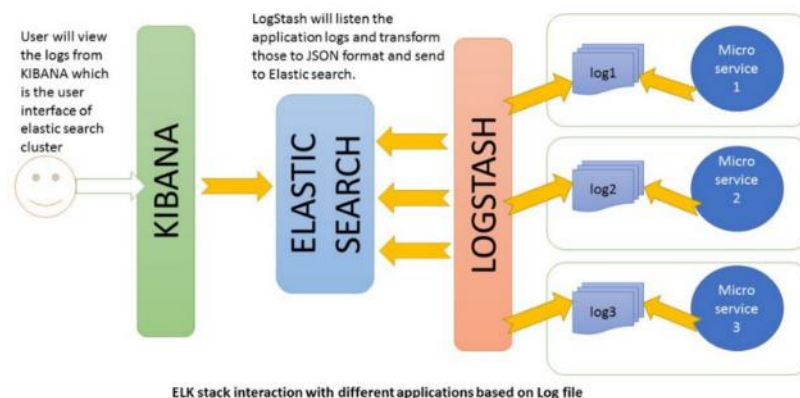 User will view
the logs from
KIBANA which
is the user
interface of
elastic search
cluster
LogStash will listen the
application logs and transform
those to JSON format and send
to Elastic search.
KIBANA
ELASTIC
SEARCH
LOGSTASH
log1
Micro
service
1
log2
Micro
service
2
log3
Micro
service
3
ELK stack interaction with different applications based on Log file